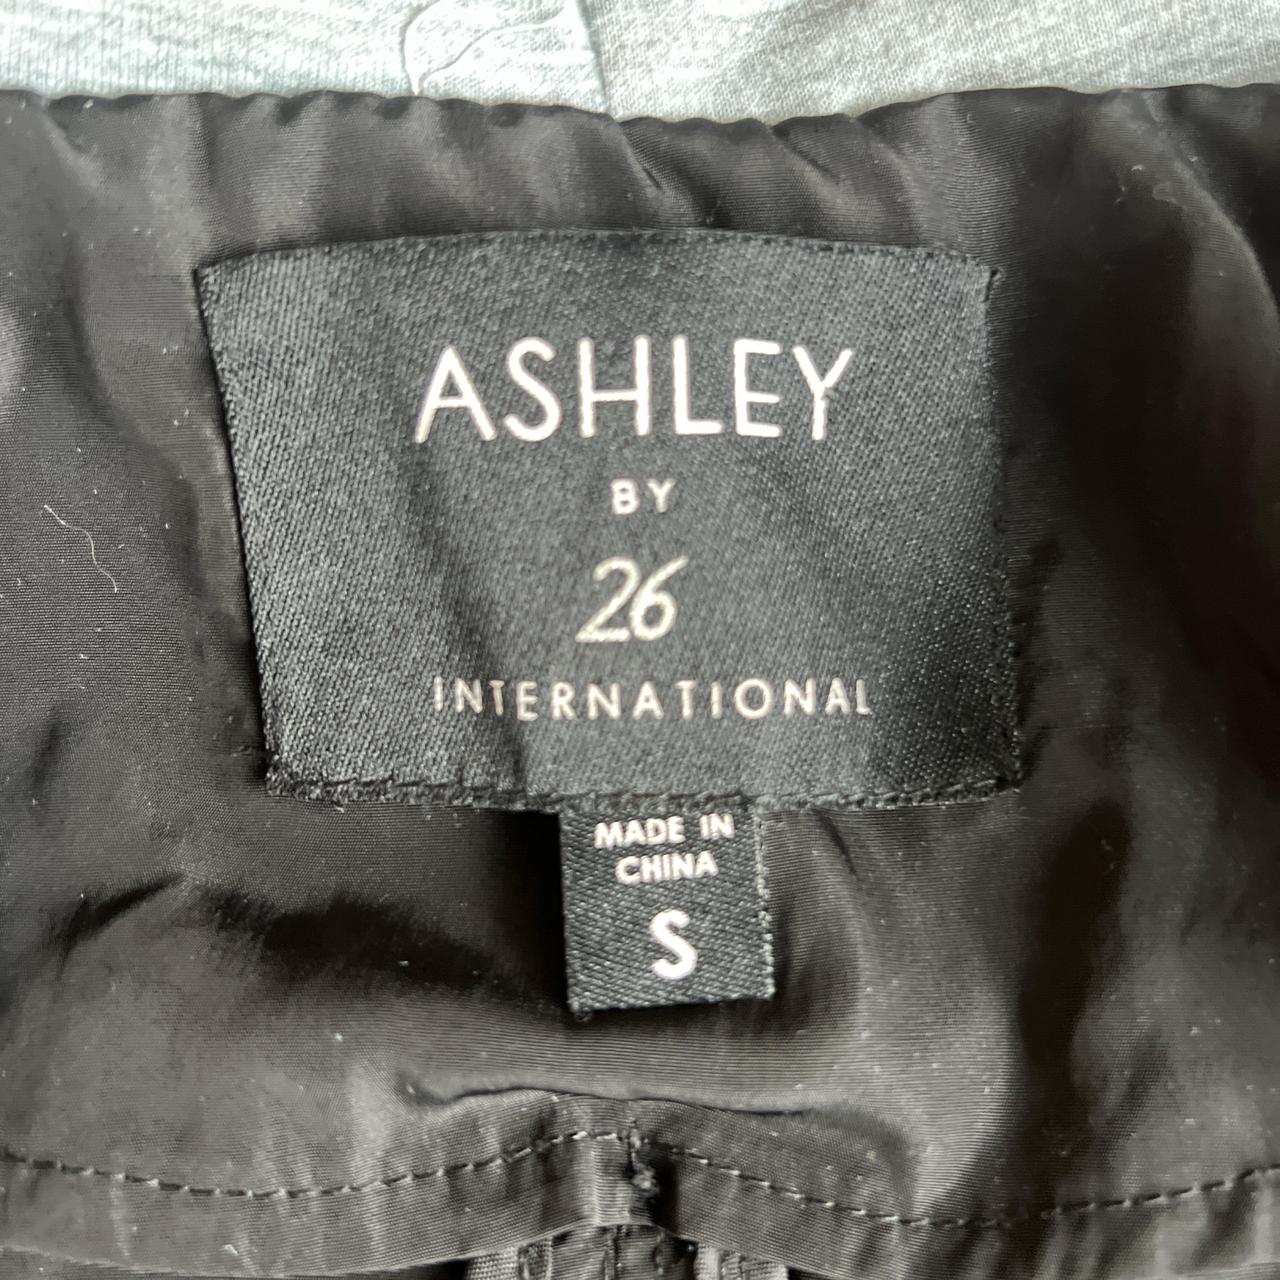 ASHLEY
BY
26
INTERNATIONAL
MADE IN
CHINA
S